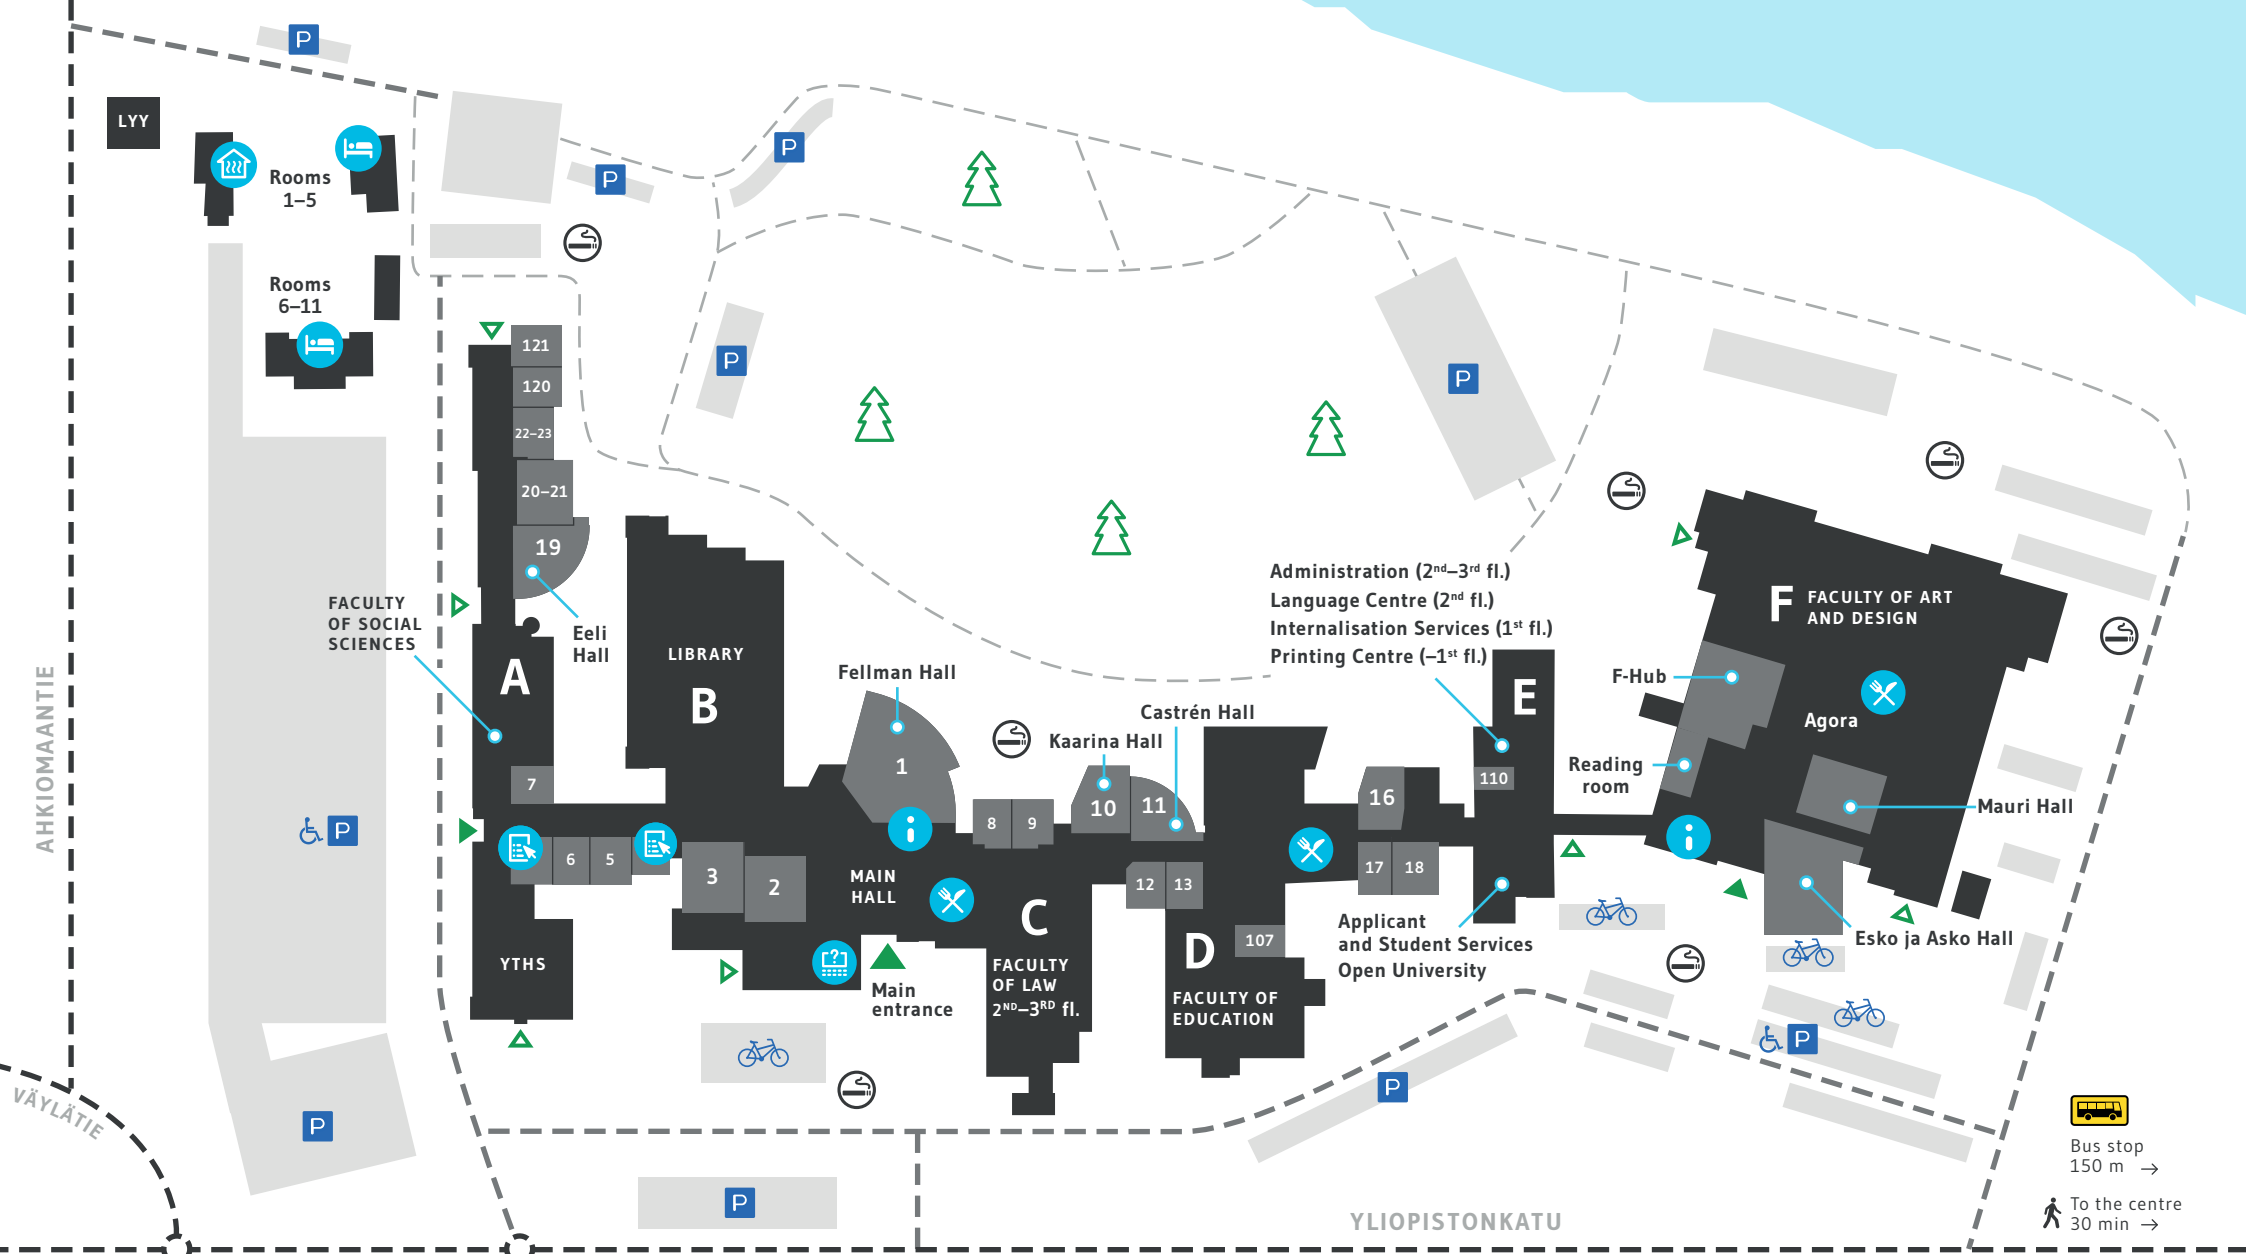 P
LYY
Rooms
1–5
P
P
Rooms
6–11
121
120
22–23
20–21
19
P
P
FACULTY
OF SOCIAL
SCIENCES
Eeli
Hall
A
LIBRARY
B
7
6
5
3
2
YTHS
Fellman Hall
1
MAIN
HALL
Main
entrance
8
9
Kaarina Hall
10
Castrén Hall
11
12
13
C
FACULTY
OF LAW
2ND–3RD fl.
D
107
FACULTY OF
EDUCATION
16
17
18
Administration (2nd–3rd fl.)
Language Centre (2nd fl.)
Internalisation Services (1st fl.)
Printing Centre (–1st fl.)
E
110
Applicant
and Student Services
Open University
F
FACULTY OF ART
AND DESIGN
F-Hub
Agora
Reading
room
Mauri Hall
Esko ja Asko Hall
AHKIOMAANTIE
P
VÄYLÄTIE
P
P
P
P
YLIOPISTONKATU
Bus stop
150 m →
To the centre
30 min →